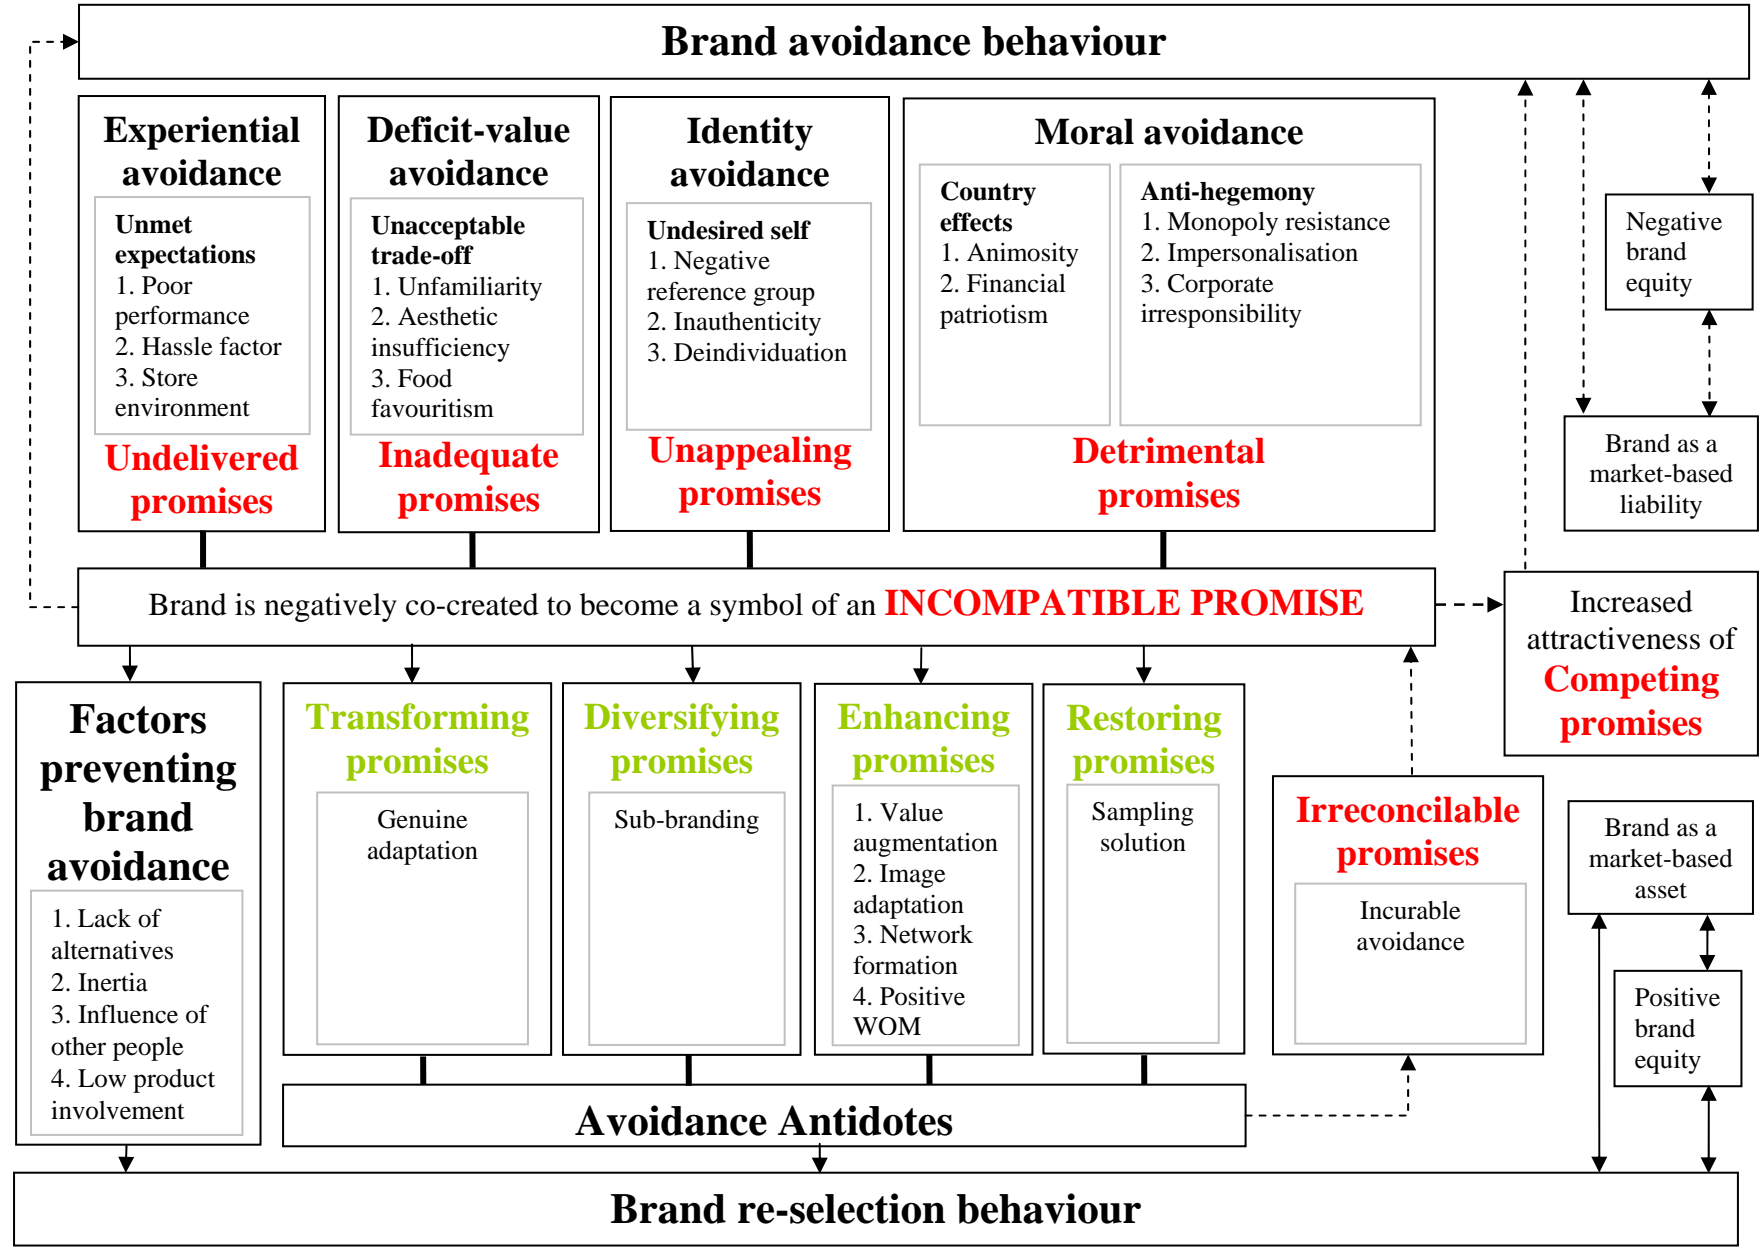 Brand avoidance behaviour
Experiential
avoidance
Unmet
expectations
1. Poor
performance
2. Hassle factor
3. Store
environment
Undelivered
promises
Deficit-value
avoidance
Unacceptable
trade-off
1. Unfamiliarity
2. Aesthetic
insufficiency
3. Food
favouritism
Inadequate
promises
Identity
avoidance
Undesired self
1. Negative
reference group
2. Inauthenticity
3. Deindividuation
Unappealing
promises
Moral avoidance
Country
effects
1. Animosity
2. Financial
patriotism
Anti-hegemony
1. Monopoly resistance
2. Impersonalisation
3. Corporate
irresponsibility
Detrimental
promises
Negative
brand
equity
Brand as a
market-based
liability
Brand is negatively co-created to become a symbol of an INCOMPATIBLE PROMISE
Increased
attractiveness of
Competing
promises
Factors
preventing
brand
avoidance
1. Lack of
alternatives
2. Inertia
3. Influence of
other people
4. Low product
involvement
Transforming
promises
Genuine
adaptation
Diversifying
promises
Sub-branding
Enhancing
promises
1. Value
augmentation
2. Image
adaptation
3. Network
formation
4. Positive
WOM
Restoring
promises
Sampling
solution
Irreconcilable
promises
Incurable
avoidance
Brand as a
market-based
asset
Positive
brand
equity
Avoidance Antidotes
Brand re-selection behaviour